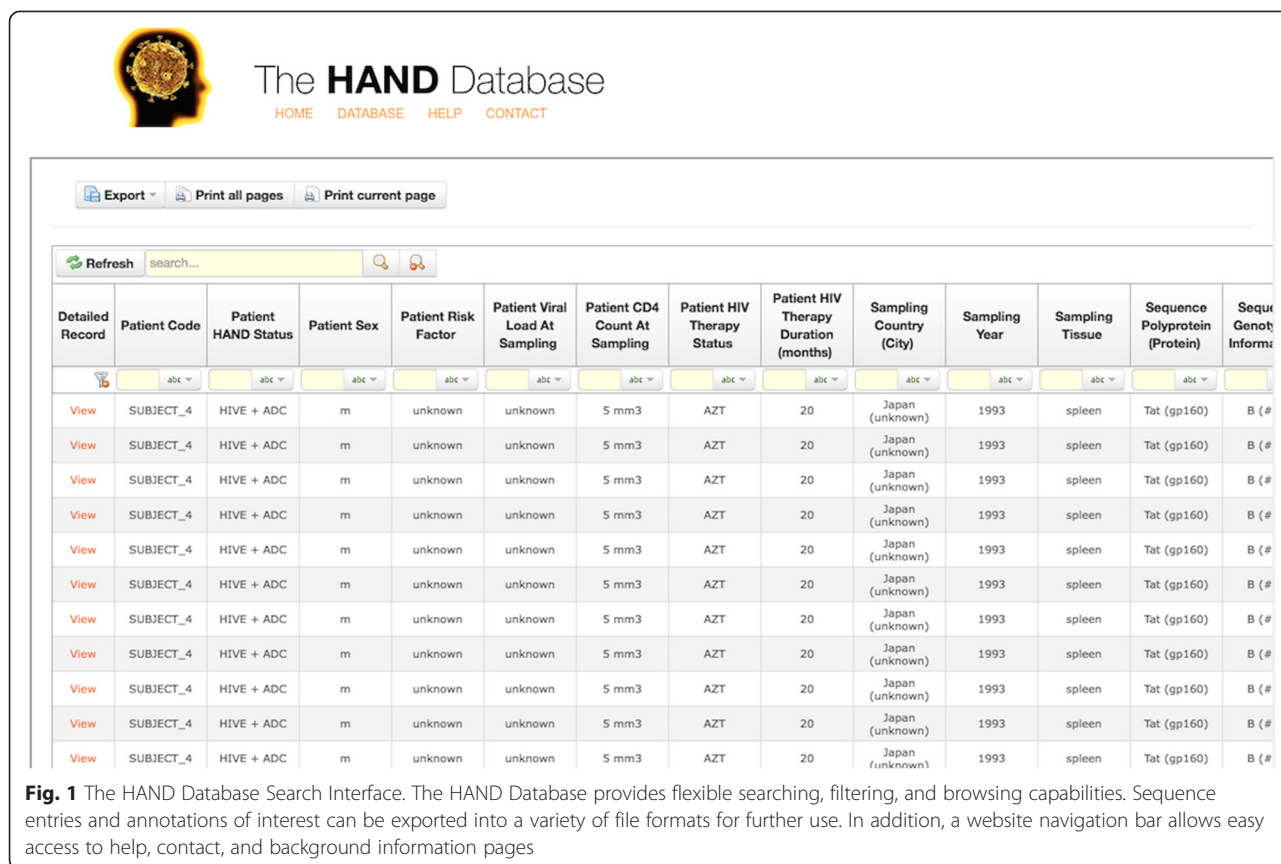 The HAND Database
HOME DATABASE HELP CONTACT
Export Print all pages Print current page
Refresh search...
Detailed Record Patient Code Patient HAND Status Patient Sex Patient Risk Factor Patient Viral Load At Sampling Patient CD4 Count At Sampling Patient HIV Therapy Status Patient HIV Therapy Duration (months) Sampling Country (City) Sampling Year Sampling Tissue Sequence Polyprotein (Protein)
abc abc abc abc abc abc abc abc abc abc abc abc
View SUBJECT_4 HIVE + ADC m unknown unknown 5 mm3 AZT 20 Japan (unknown) 1993 spleen Tat (gp160) B (#
View SUBJECT_4 HIVE + ADC m unknown unknown 5 mm3 AZT 20 Japan (unknown) 1993 spleen Tat (gp160) B (#
View SUBJECT_4 HIVE + ADC m unknown unknown 5 mm3 AZT 20 Japan (unknown) 1993 spleen Tat (gp160) B (#
View SUBJECT_4 HIVE + ADC m unknown unknown 5 mm3 AZT 20 Japan (unknown) 1993 spleen Tat (gp160) B (#
View SUBJECT_4 HIVE + ADC m unknown unknown 5 mm3 AZT 20 Japan (unknown) 1993 spleen Tat (gp160) B (#
View SUBJECT_4 HIVE + ADC m unknown unknown 5 mm3 AZT 20 Japan (unknown) 1993 spleen Tat (gp160) B (#
View SUBJECT_4 HIVE + ADC m unknown unknown 5 mm3 AZT 20 Japan (unknown) 1993 spleen Tat (gp160) B (#
View SUBJECT_4 HIVE + ADC m unknown unknown 5 mm3 AZT 20 Japan (unknown) 1993 spleen Tat (gp160) B (#
View SUBJECT_4 HIVE + ADC m unknown unknown 5 mm3 AZT 20 Japan (unknown) 1993 spleen Tat (gp160) B (#
View SUBJECT_4 HIVE + ADC m unknown unknown 5 mm3 AZT 20 Japan (unknown) 1993 spleen Tat (gp160) B (#
View SUBJECT_4 HIVE + ADC m unknown unknown 5 mm3 AZT 20 Japan (unknown) 1993 spleen Tat (gp160) B (#
Fig. 1 The HAND Database Search Interface. The HAND Database provides flexible searching, filtering, and browsing capabilities. Sequence
entries and annotations of interest can be exported into a variety of file formats for further use. In addition, a website navigation bar allows easy
access to help, contact, and background information pages